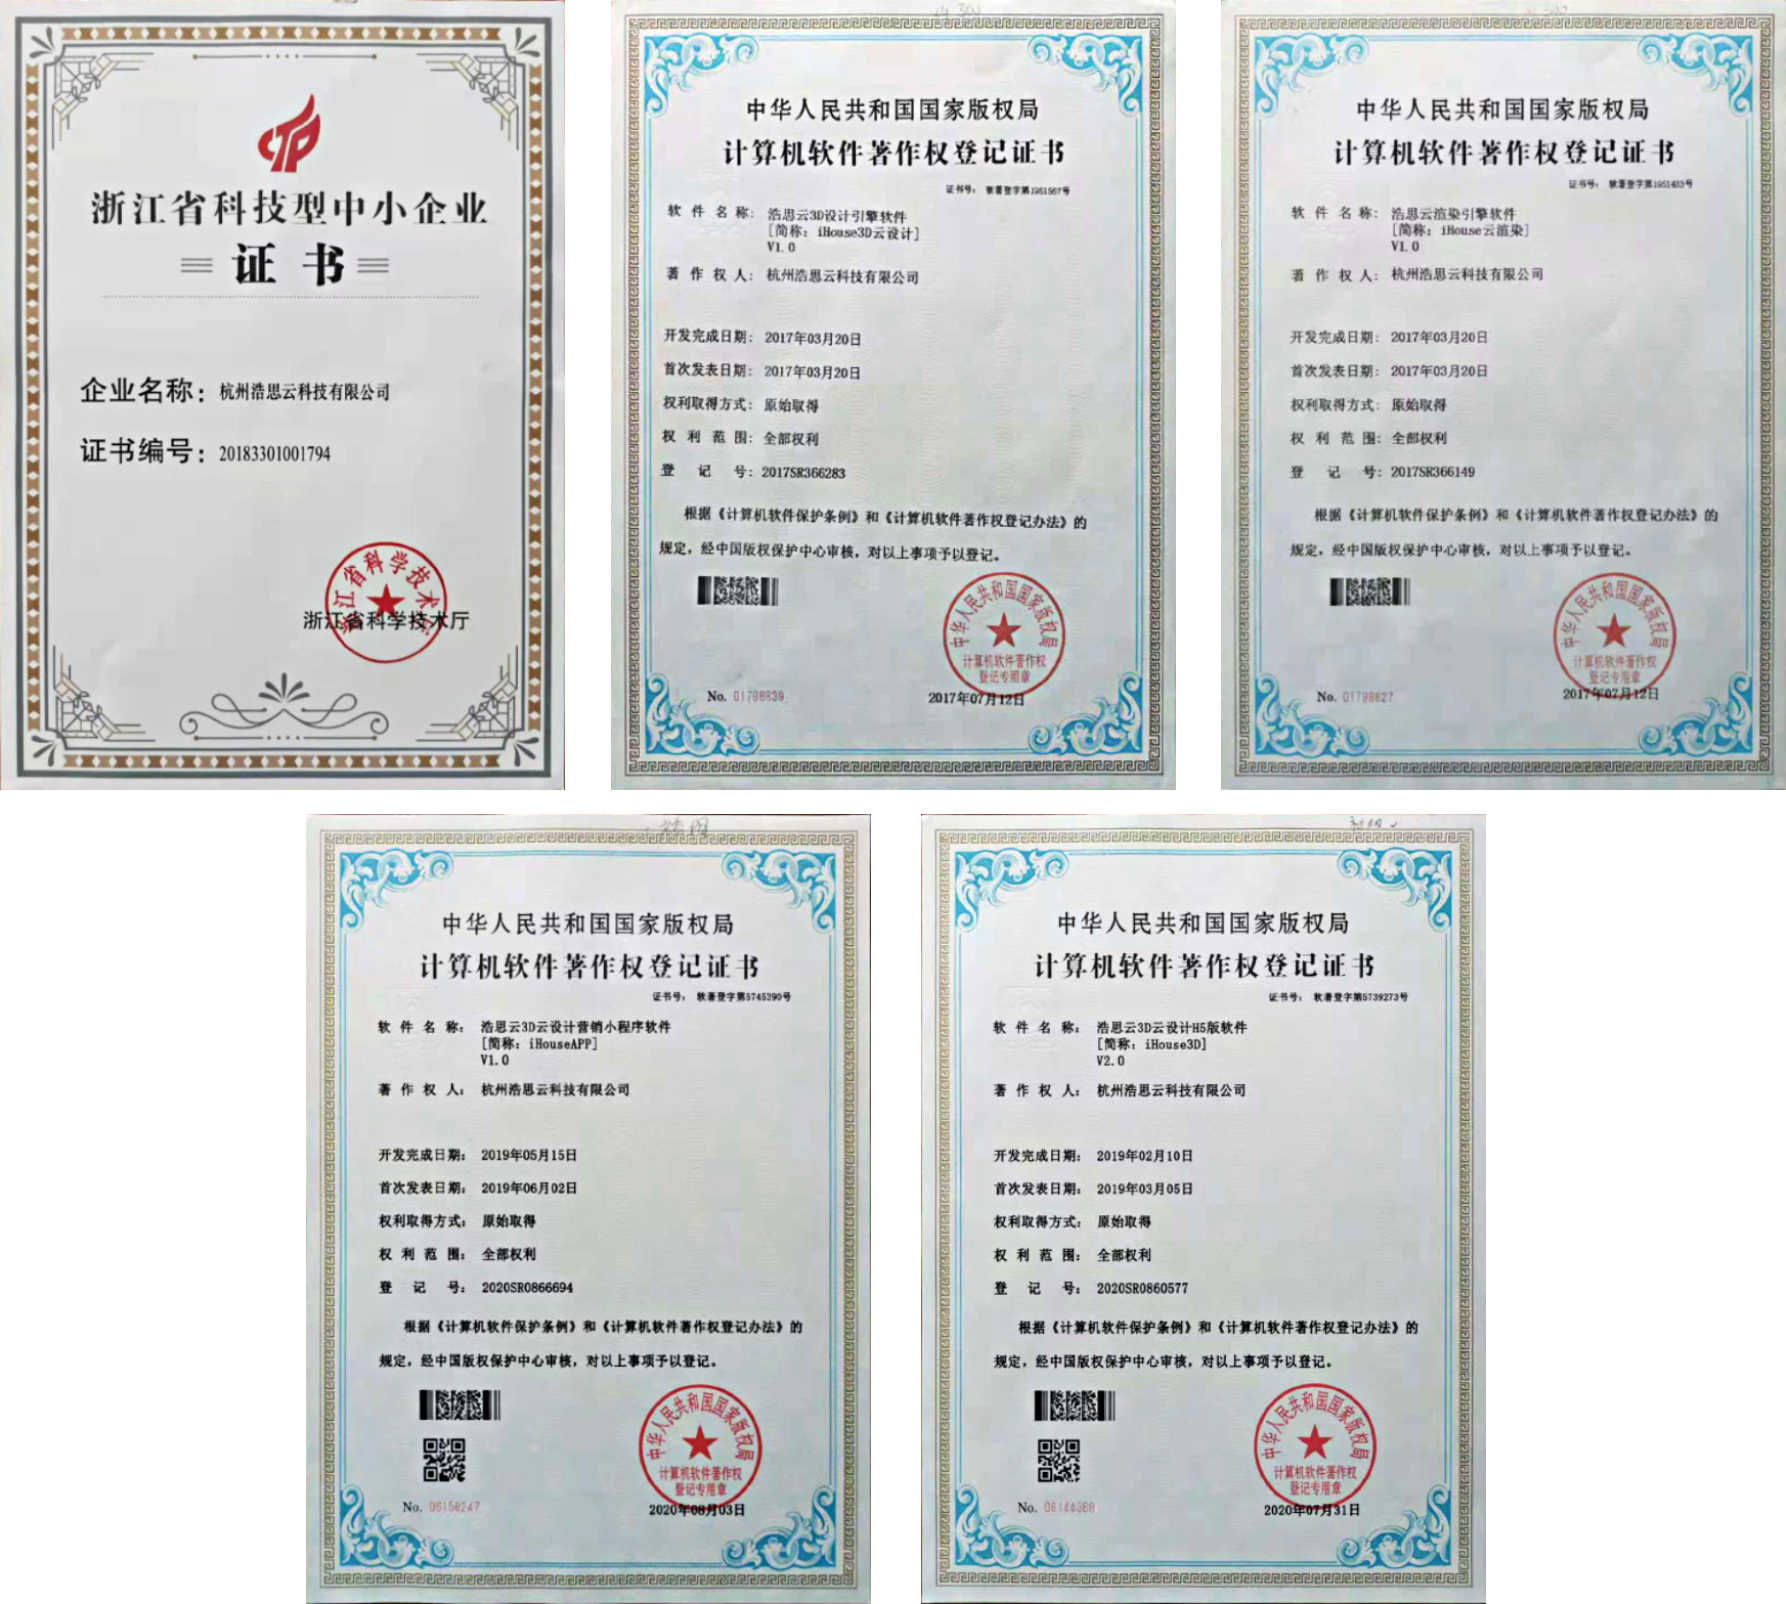 浙江省科技型中小企业
证书
企业名称：杭州浩思云科技有限公司
证书编号：20183301001794
浙江省科学技术厅
中华人民共和国国家版权局
计算机软件著作权登记证书
证书号： 软著登字第1951567号
软件名称： 浩思云3D设计引擎软件
[简称：iHouse3D云设计]
V1.0
著作权人： 杭州浩思云科技有限公司
开发完成日期： 2017年03月20日
首次发表日期： 2017年03月20日
权利取得方式： 原始取得
权利范围： 全部权利
登记号： 2017SR366283
根据《计算机软件保护条例》和《计算机软件著作权登记办法》的
规定，经中国版权保护中心审核，对以上事项予以登记。
中华人民共和国国家版权局
计算机软件著作权
登记专用章
No. 01798839
2017年07月12日
中华人民共和国国家版权局
计算机软件著作权登记证书
证书号： 软著登字第1951433号
软件名称： 浩思云渲染引擎软件
[简称：iHouse云渲染]
V1.0
著作权人： 杭州浩思云科技有限公司
开发完成日期： 2017年03月20日
首次发表日期： 2017年03月20日
权利取得方式： 原始取得
权利范围： 全部权利
登记号： 2017SR366149
根据《计算机软件保护条例》和《计算机软件著作权登记办法》的
规定，经中国版权保护中心审核，对以上事项予以登记。
中华人民共和国国家版权局
计算机软件著作权
登记专用章
No. 01798827
2017年07月12日
中华人民共和国国家版权局
计算机软件著作权登记证书
证书号： 软著登字第5745390号
软件名称： 浩思云3D云设计营销小程序软件
[简称：iHouseAPP]
V1.0
著作权人： 杭州浩思云科技有限公司
开发完成日期： 2019年05月15日
首次发表日期： 2019年06月02日
权利取得方式： 原始取得
权利范围： 全部权利
登记号： 2020SR0866694
根据《计算机软件保护条例》和《计算机软件著作权登记办法》的
规定，经中国版权保护中心审核，对以上事项予以登记。
中华人民共和国国家版权局
计算机软件著作权
登记专用章
No. 06156247
2020年08月03日
中华人民共和国国家版权局
计算机软件著作权登记证书
证书号： 软著登字第5739273号
软件名称： 浩思云3D云设计H5版软件
[简称：iHouse3D]
V2.0
著作权人： 杭州浩思云科技有限公司
开发完成日期： 2019年02月10日
首次发表日期： 2019年03月05日
权利取得方式： 原始取得
权利范围： 全部权利
登记号： 2020SR0860577
根据《计算机软件保护条例》和《计算机软件著作权登记办法》的
规定，经中国版权保护中心审核，对以上事项予以登记。
中华人民共和国国家版权局
计算机软件著作权
登记专用章
No. 06144368
2020年07月31日